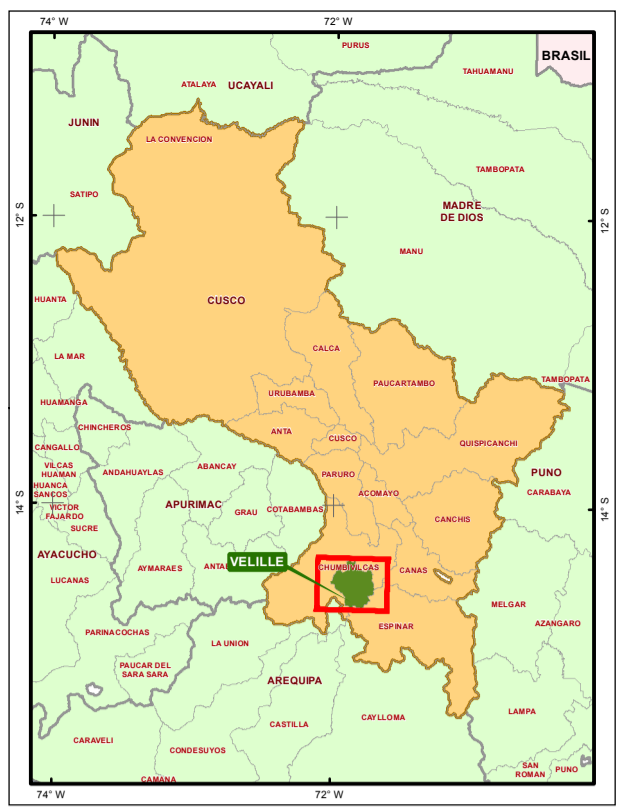 74° W
72° W
PURUS
BRASIL
TAHUAMANU
ATALAYA
UCAYALI
JUNIN
LA CONVENCION
TAMBOPATA
SATIPO
MADRE
DE DIOS
12° S
12° S
MANU
HUANTA
CUSCO
CALCA
LA MAR
PAUCARTAMBO
TAMBOPATA
URUBAMBA
HUAMANGA
CHINCHEROS
ANTA
CUSCO
QUISPICANCHI
CANGALLO
VILCAS
HUAMAN
ANDAHUAYLAS
ABANCAY
PARURO
PUNO
HUANCA
SANCOS
ACOMAYO
CARABAYA
14° S
14° S
APURIMAC
GRAU
COTABAMBAS
VICTOR
FAJARDO
CANCHIS
SUCRE
AYACUCHO
VELILLE
CHUMBIVILCAS
CANAS
AYMARAES
ANTA
LUCANAS
MELGAR
ESPINAR
AZANGARO
PARINACOCHAS
LA UNION
PAUCAR DEL
SARA SARA
AREQUIPA
LAMPA
CASTILLA
CAYLLOMA
CARAVELI
CONDESUYOS
SAN
ROMAN
PUNO
CAMANA
74° W
72° W